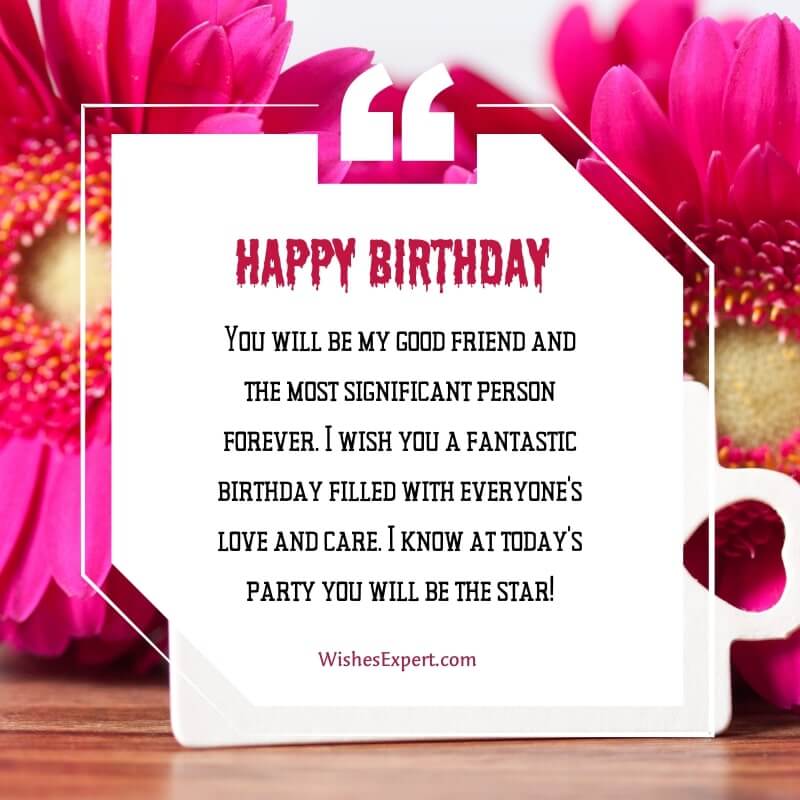 “
HAPPY BIRTHDAY
You will be my good friend and
the most significant person
forever. I wish you a fantastic
birthday filled with everyone's
love and care. I know at today's
party you will be the star!
WishesExpert.com